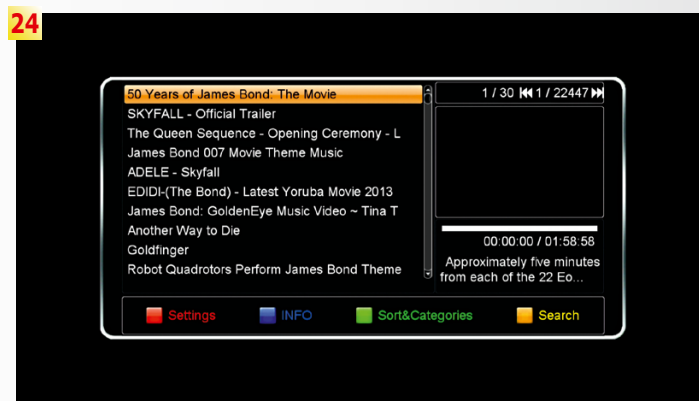 24
50 Years of James Bond: The Movie
SKYFALL - Official Trailer
The Queen Sequence - Opening Ceremony - L
James Bond 007 Movie Theme Music
ADELE - Skyfall
EDIDI-(The Bond) - Latest Yoruba Movie 2013
James Bond: GoldenEye Music Video ~ Tina T
Another Way to Die
Goldfinger
Robot Quadrotors Perform James Bond Theme
1 / 30 ⏮ 1 / 22447 ⏭
00:00:00 / 01:58:58
Approximately five minutes
from each of the 22 Eo...
Settings INFO Sort&Categories Search